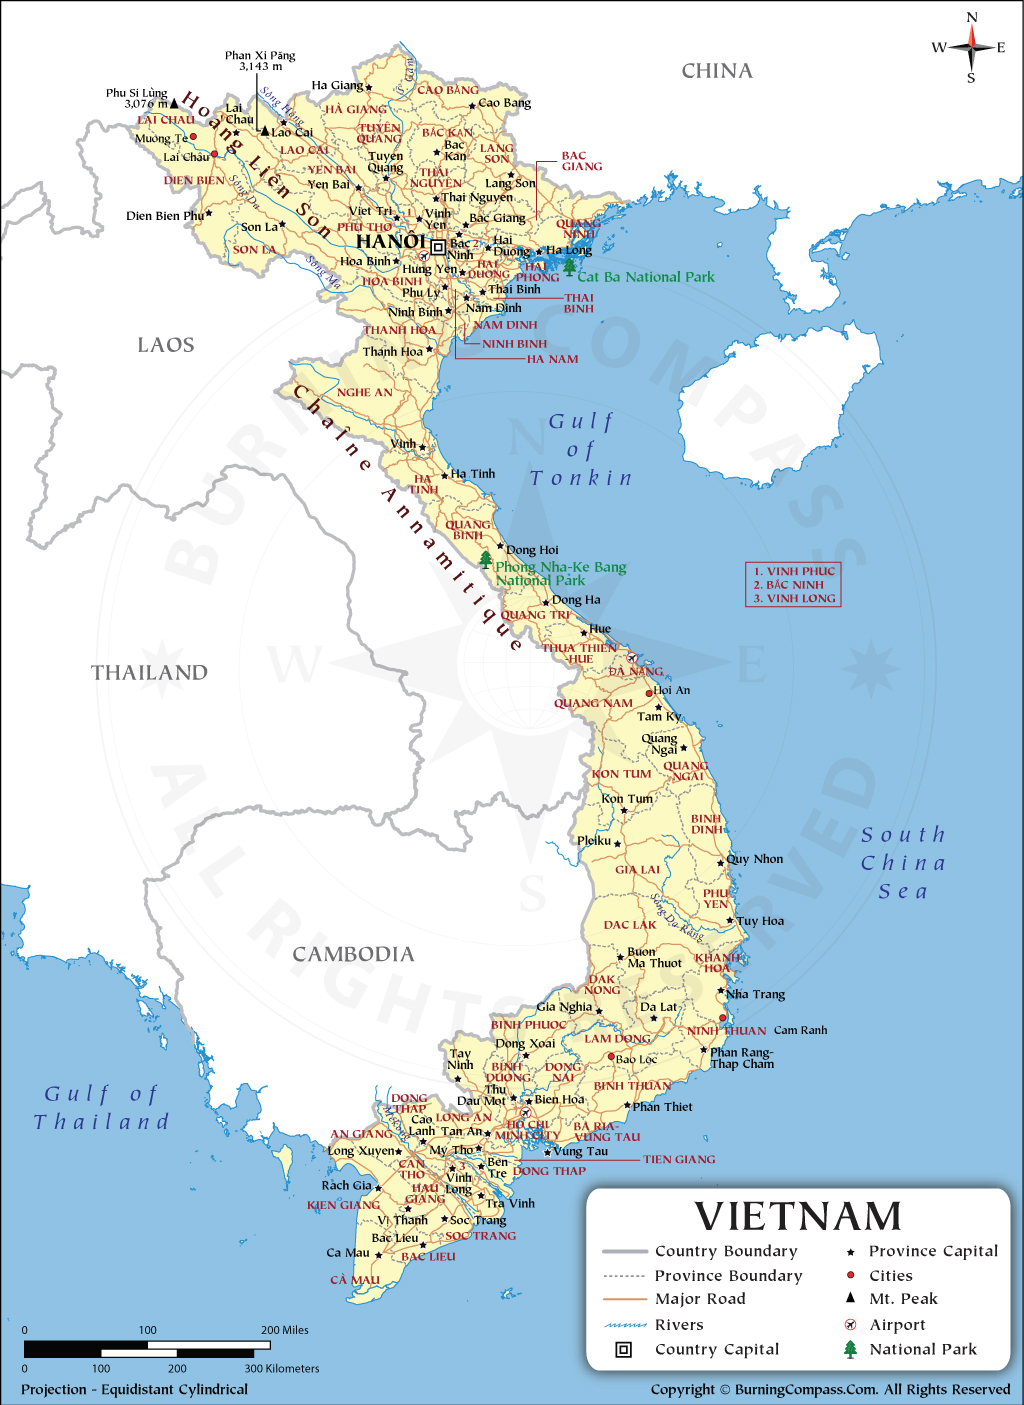 N
W E
S
CHINA
Phan Xi Păng
3,143 m
Phu Si Lùng
3,076 m
Hoang Liên Son
Sông Hồng
S. Gâm
Ha Giang
CAO BẰNG
Cao Bang
HÀ GIANG
LAI CHAU
Lai
Chau
Muong Te
Lai Châu
Lao Cai
LAO CAI
TUYÊN
QUANG
BẮC KAN
Bac
Kan
LANG
SON
BAC
GIANG
Tuyen
Quang
YEN BAI
Yen Bai
THÁI
NGUYEN
Lang Son
DIEN BIEN
Sông Da
Thai Nguyen
Dien Bien Phu
Viet Tri
1
Vinh
Yen
Bac Giang
QUANG
NINH
Son La
PHU THO
HANÔI
Bac
Ninh
2
Hai
Duong
Ha Long
SON LA
Sông Ma
Hoa Binh
Hung Yen
HAI
DUONG
HAI
PHONG
Cat Ba National Park
HOA BINH
Phu Ly
Thai Binh
THAI
BINH
Ninh Binh
Nam Dinh
THANH HOA
NAM DINH
NINH BINH
HA NAM
Thanh Hoa
LAOS
NGHE AN
Chaîne Annamitique
Gulf
of
Tonkin
Vinh
Ha Tinh
HA
TINH
QUANG
BINH
Dong Hoi
Phong Nha-Ke Bang
National Park
1. VINH PHUC
2. BẮC NINH
3. VINH LONG
Dong Ha
QUANG TRI
Hue
THUA THIEN
HUE
ĐÀ NANG
THAILAND
Hoi An
QUANG NAM
Tam Ky
Quang
Ngai
QUANG
NGAI
KON TUM
Kon Tum
BINH
DINH
Pleiku
South
China
Sea
Quy Nhon
GIA LAI
PHU
YEN
Sông Da Rang
Tuy Hoa
DAC LAK
CAMBODIA
Buon
Ma Thuot
KHANH
HOA
DAK
NONG
Nha Trang
Gia Nghia
Da Lat
BINH PHUOC
NINH THUAN
Cam Ranh
LAM DONG
Dong Xoai
Phan Rang-
Thap Cham
Tay
Ninh
Bao Loc
BINH
DUONG
DONG
NAI
BINH THUAN
Gulf of
Thailand
Thu
Dau Mot
Bien Hoa
Phan Thiet
DONG
THAP
Mekong
Cao
Lanh
LONG AN
Tan An
HO CHI
MINH CITY
BÀ RIA-
VUNG TAU
AN GIANG
Long Xuyen
My Tho
Vung Tau
TIEN GIANG
CAN
THO
3
Vinh
Long
Ben
Tre
DONG THAP
Rach Gia
HAU
GIANG
KIEN GIANG
Tra Vinh
Vi Thanh
Soc Trang
Bac Lieu
SOC TRANG
Ca Mau
BAC LIEU
CÀ MAU
VIETNAM
Country Boundary
Province Capital
Province Boundary
Cities
Major Road
Mt. Peak
Rivers
Airport
Country Capital
National Park
0 100 200 Miles
0 100 200 300 Kilometers
Projection - Equidistant Cylindrical
Copyright © BurningCompass.Com. All Rights Reserved
BURNING COMPASS
ALL RIGHTS RESERVED
N
W E
S